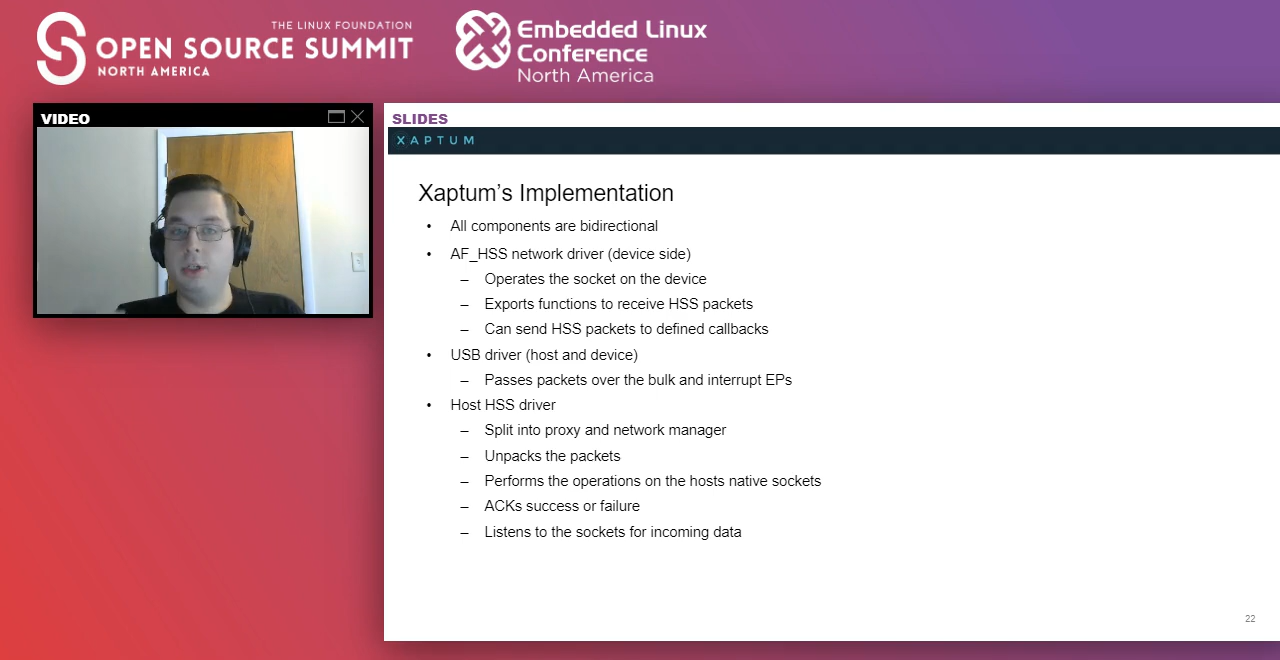 THE LINUX FOUNDATION
OPEN SOURCE SUMMIT
NORTH AMERICA
Embedded Linux
Conference
North America
VIDEO
SLIDES
XAPTUM
Xaptum’s Implementation
• All components are bidirectional
• AF_HSS network driver (device side)
– Operates the socket on the device
– Exports functions to receive HSS packets
– Can send HSS packets to defined callbacks
• USB driver (host and device)
– Passes packets over the bulk and interrupt EPs
• Host HSS driver
– Split into proxy and network manager
– Unpacks the packets
– Performs the operations on the hosts native sockets
– ACKs success or failure
– Listens to the sockets for incoming data
22